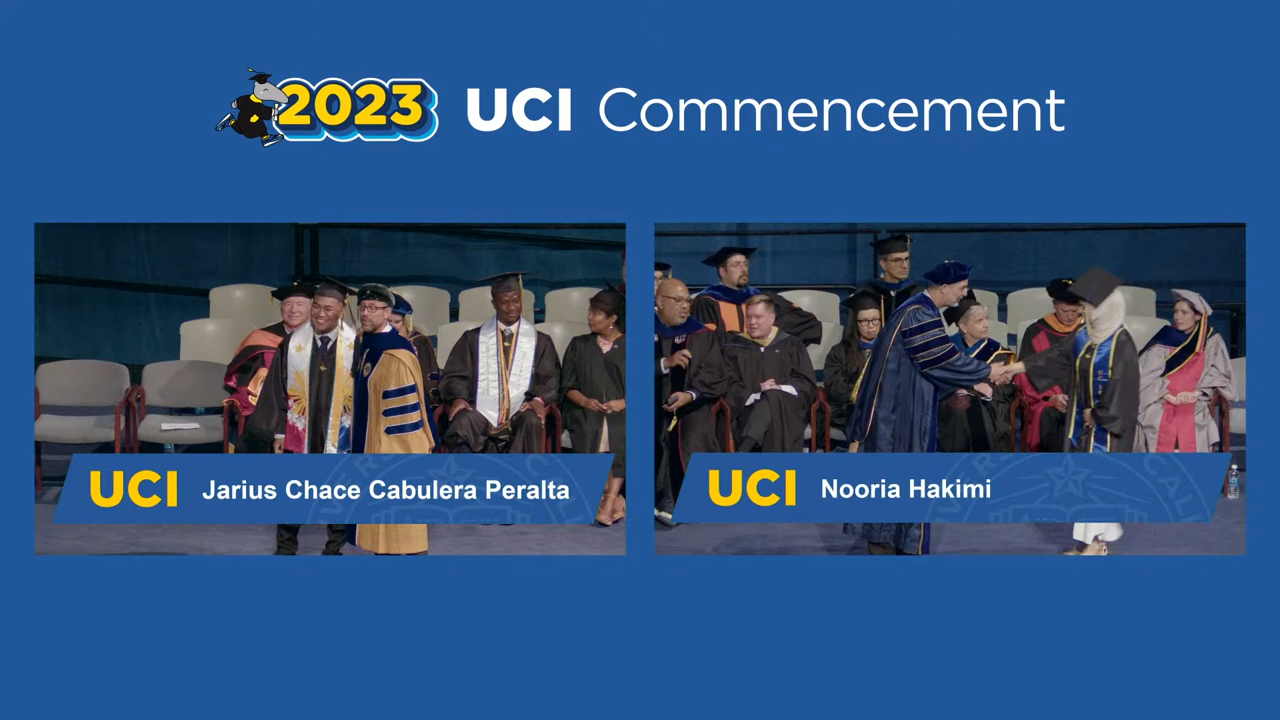 2023 UCI Commencement
UCI Jarius Chace Cabulera Peralta
UCI Nooria Hakimi